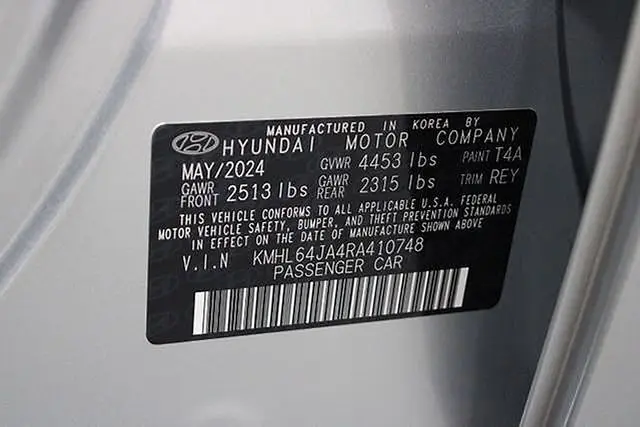 MANUFACTURED IN KOREA BY
HYUNDAI MOTOR COMPANY
MAY/2024 GVWR 4453 lbs PAINT T4A
GAWR FRONT 2513 lbs GAWR REAR 2315 lbs TRIM REY
THIS VEHICLE CONFORMS TO ALL APPLICABLE U.S.A. FEDERAL
MOTOR VEHICLE SAFETY, BUMPER, AND THEFT PREVENTION STANDARDS
IN EFFECT ON THE DATE OF MANUFACTURE SHOWN ABOVE
V.I.N KMHL64JA4RA410748
PASSENGER CAR